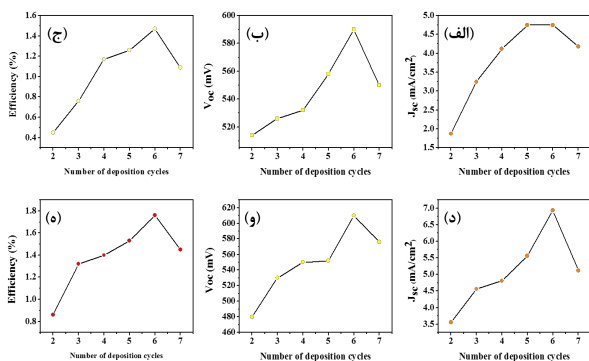 (ج)
Efficiency (%)
1.6
1.4
1.2
1.0
0.8
0.6
0.4
2 3 4 5 6 7
Number of deposition cycles
(ب)
V_OC (mV)
600
580
560
540
520
2 3 4 5 6 7
Number of deposition cycles
(الف)
J_SC (mA/cm²)
5.0
4.5
4.0
3.5
3.0
2.5
2.0
1.5
2 3 4 5 6 7
Number of deposition cycles
(ه)
Efficiency (%)
1.8
1.6
1.4
1.2
1.0
0.8
2 3 4 5 6 7
Number of deposition cycles
(و)
V_OC (mV)
620
600
580
560
540
520
500
480
460
2 3 4 5 6 7
Number of deposition cycles
(د)
J_SC (mA/cm²)
7.0
6.5
6.0
5.5
5.0
4.5
4.0
3.5
2 3 4 5 6 7
Number of deposition cycles